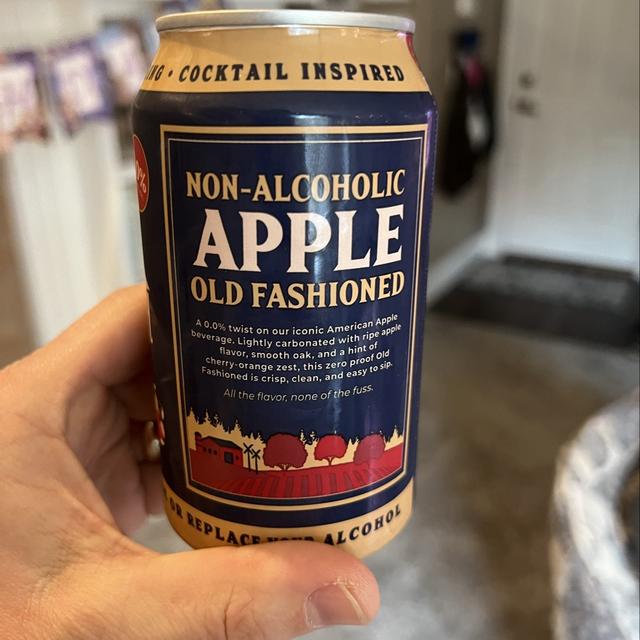 • COCKTAIL INSPIRED
NON-ALCOHOLIC
APPLE
OLD FASHIONED
A 0.0% twist on our iconic American Apple
beverage. Lightly carbonated with ripe apple
flavor, smooth oak, and a hint of
cherry-orange zest, this zero proof Old
Fashioned is crisp, clean, and easy to sip.
All the flavor, none of the fuss.
OR REPLACE YOUR ALCOHOL